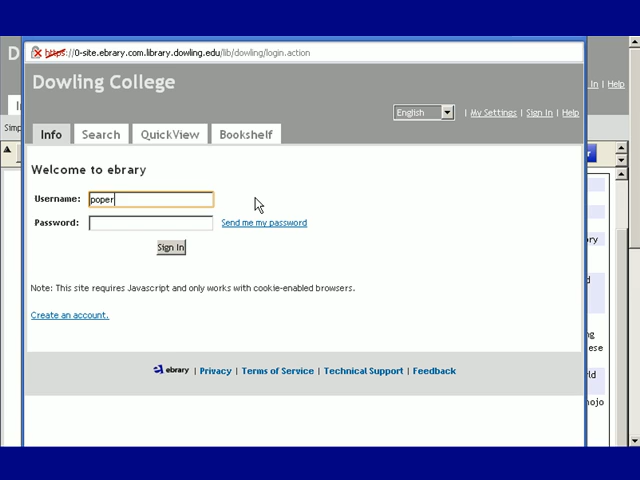 https://0-site.ebrary.com.library.dowling.edu/lib/dowling/login.action
Dowling College
English | My Settings | Sign In | Help
Info Search QuickView Bookshelf
Welcome to ebrary
Username: poper
Password: Send me my password
Sign In
Note: This site requires Javascript and only works with cookie-enabled browsers.
Create an account.
ebrary | Privacy | Terms of Service | Technical Support | Feedback
D
In | Help
Simp